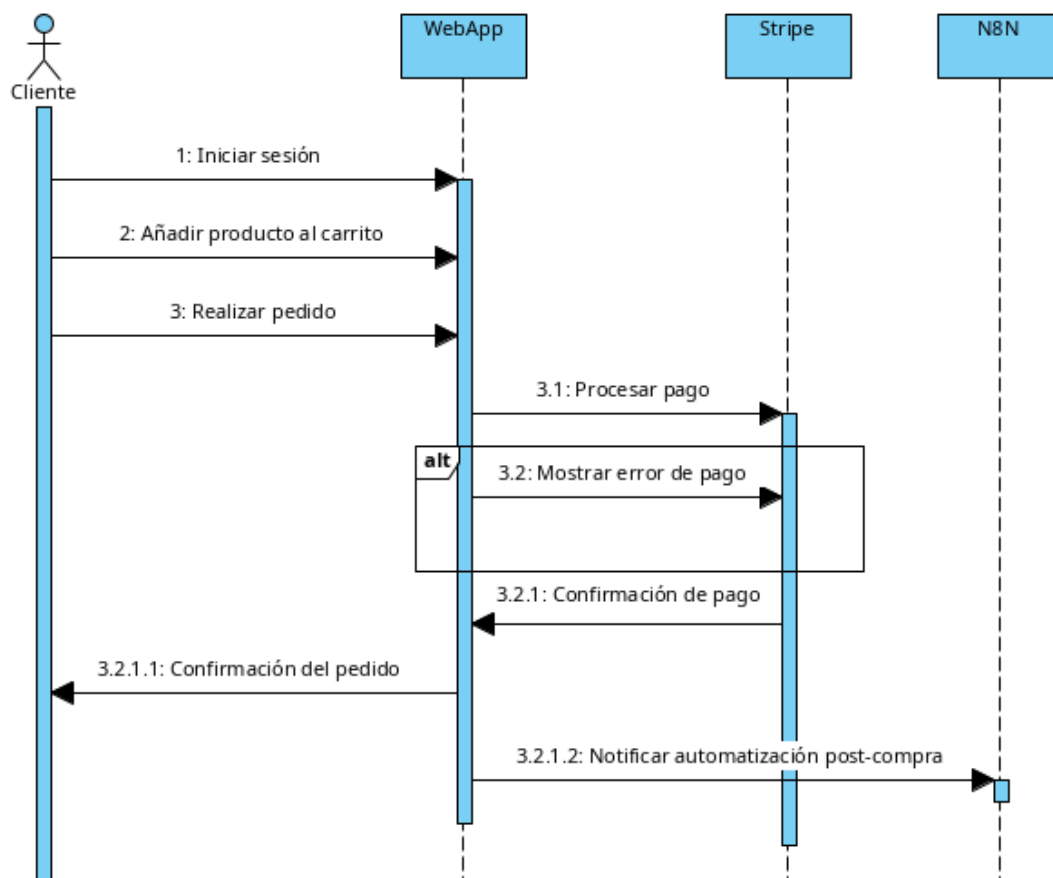 WebApp
Stripe
N8N
Cliente
1: Iniciar sesión
2: Añadir producto al carrito
3: Realizar pedido
3.1: Procesar pago
alt
3.2: Mostrar error de pago
3.2.1: Confirmación de pago
3.2.1.1: Confirmación del pedido
3.2.1.2: Notificar automatización post-compra